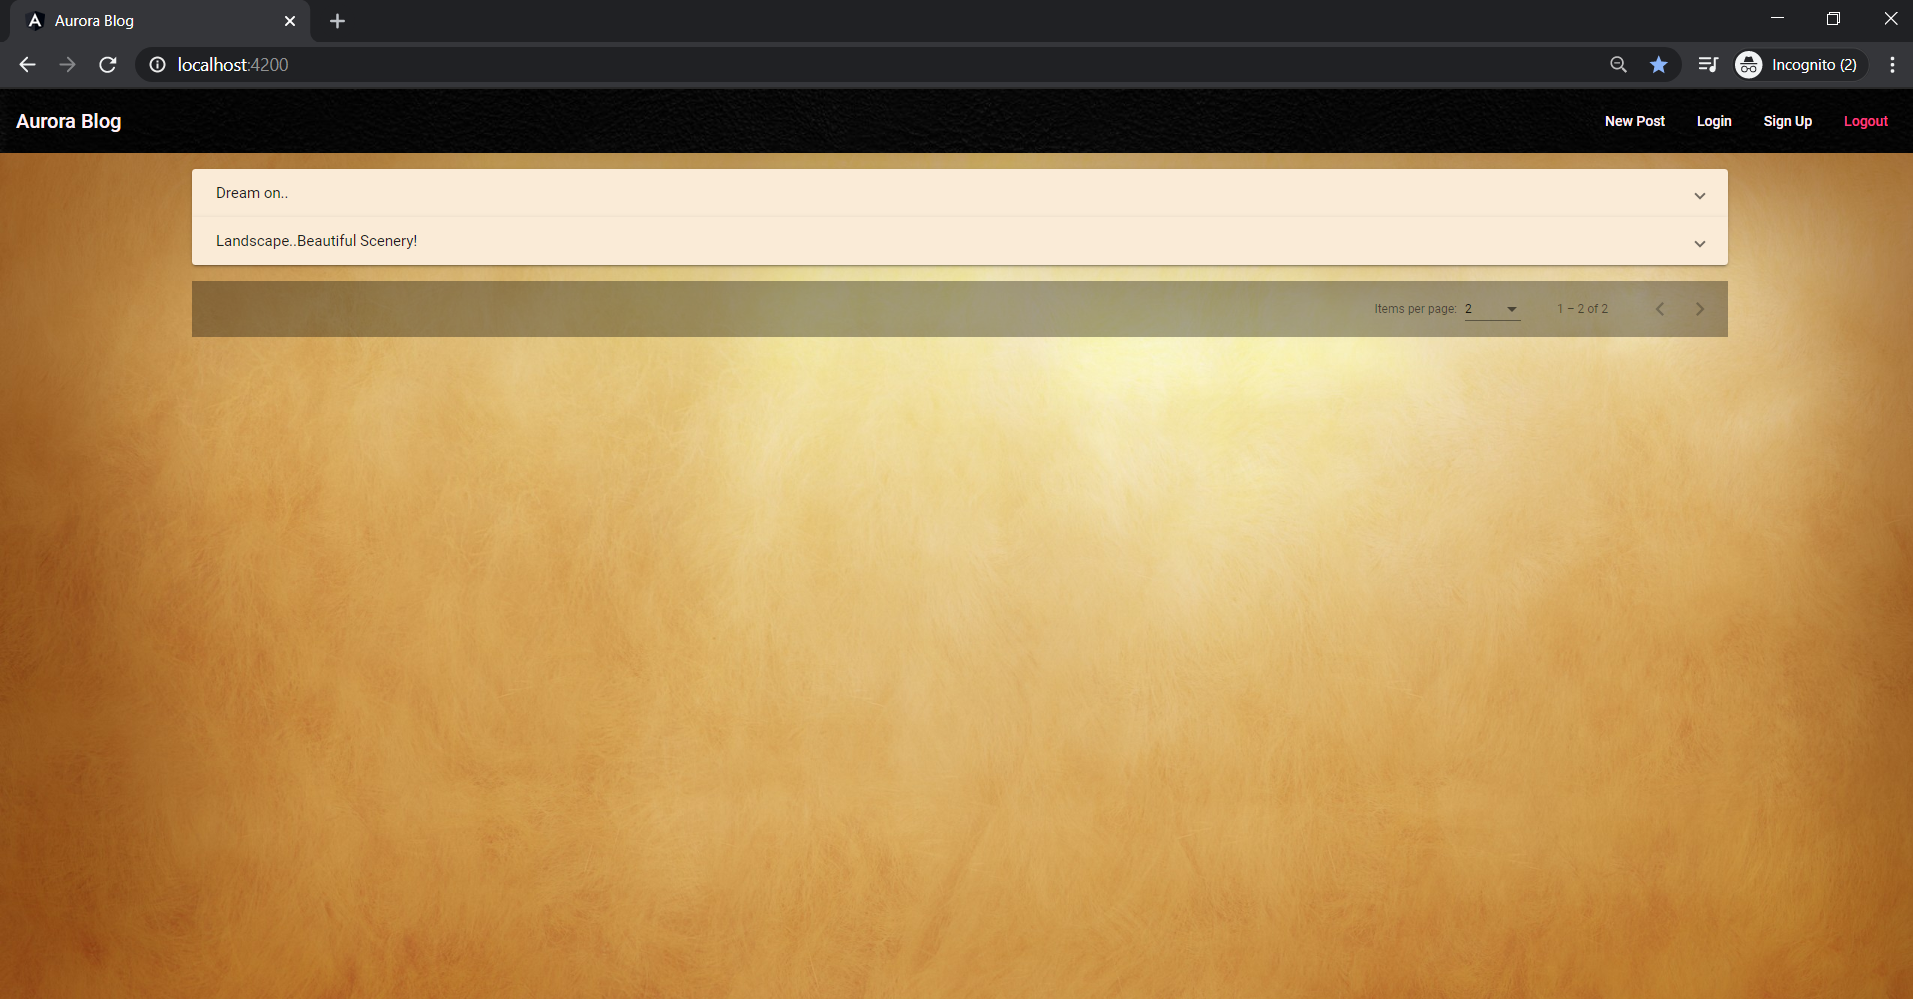 Aurora Blog
localhost:4200
Incognito (2)
Aurora Blog
New Post Login Sign Up Logout
Dream on..
Landscape..Beautiful Scenery!
Items per page: 2 1 – 2 of 2